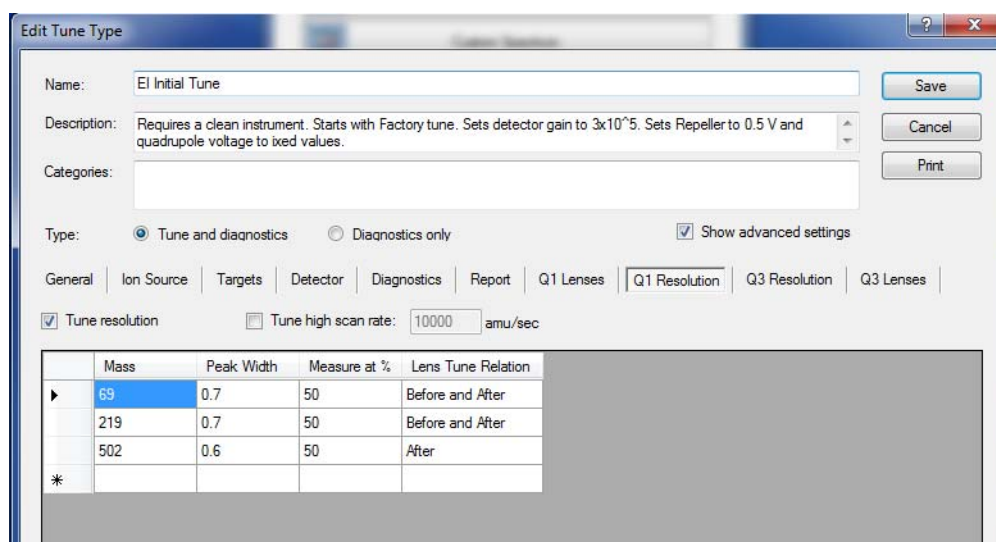 Edit Tune Type
Name: EI Initial Tune
Save
Description: Requires a clean instrument. Starts with Factory tune. Sets detector gain to 3x10^5. Sets Repeller to 0.5 V and
quadrupole voltage to ixed values.
Cancel
Print
Categories:
Type: Tune and diagnostics Diagnostics only Show advanced settings
General Ion Source Targets Detector Diagnostics Report Q1 Lenses Q1 Resolution Q3 Resolution Q3 Lenses
Tune resolution Tune high scan rate: 10000 amu/sec
Mass Peak Width Measure at % Lens Tune Relation
69 0.7 50 Before and After
219 0.7 50 Before and After
502 0.6 50 After